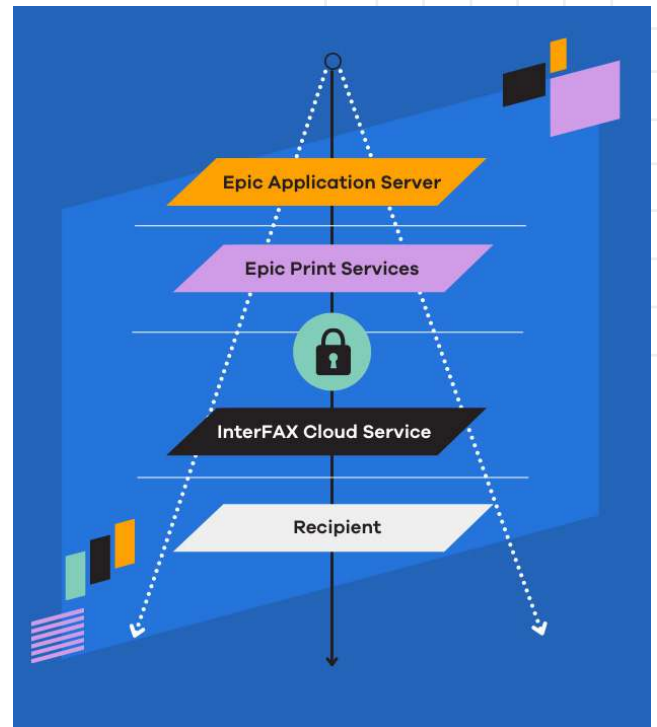 Epic Application Server
Epic Print Services
InterFAX Cloud Service
Recipient